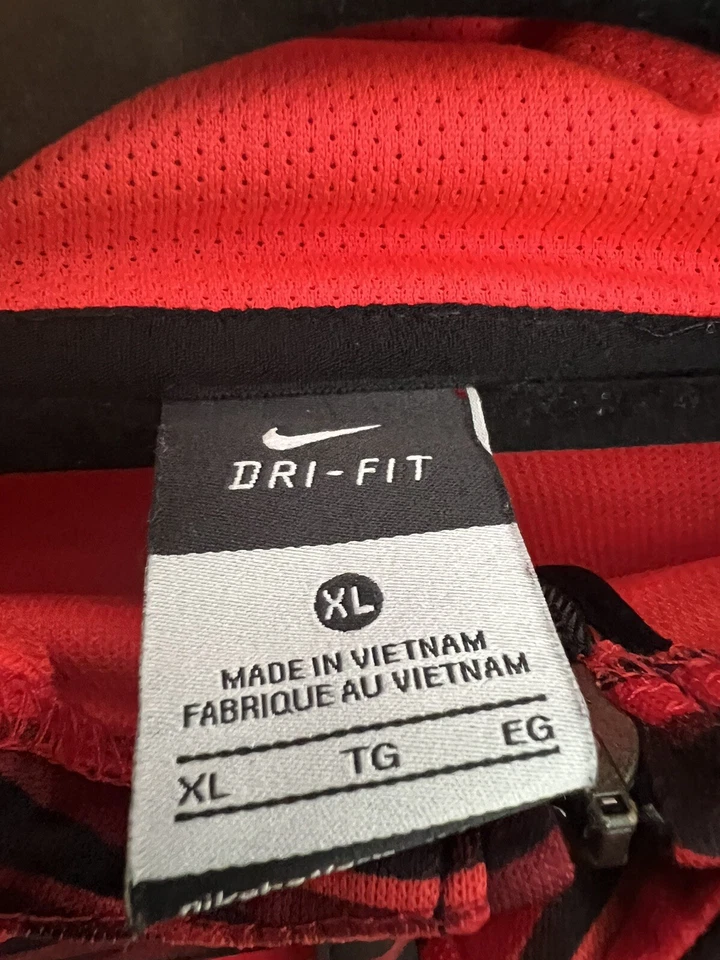 DRI-FIT
XL
MADE IN VIETNAM
FABRIQUE AU VIETNAM
XL TG EG